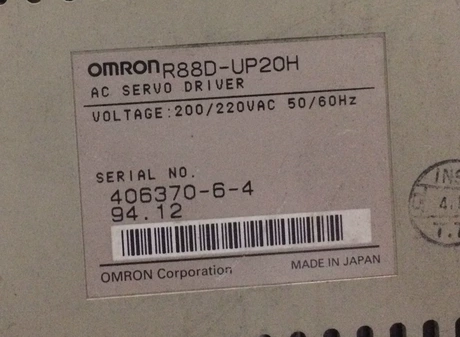 OMRON R88D-UP20H
AC SERVO DRIVER
VOLTAGE:200/220VAC 50/60Hz
SERIAL NO.
406370-6-4
94.12
OMRON Corporation MADE IN JAPAN